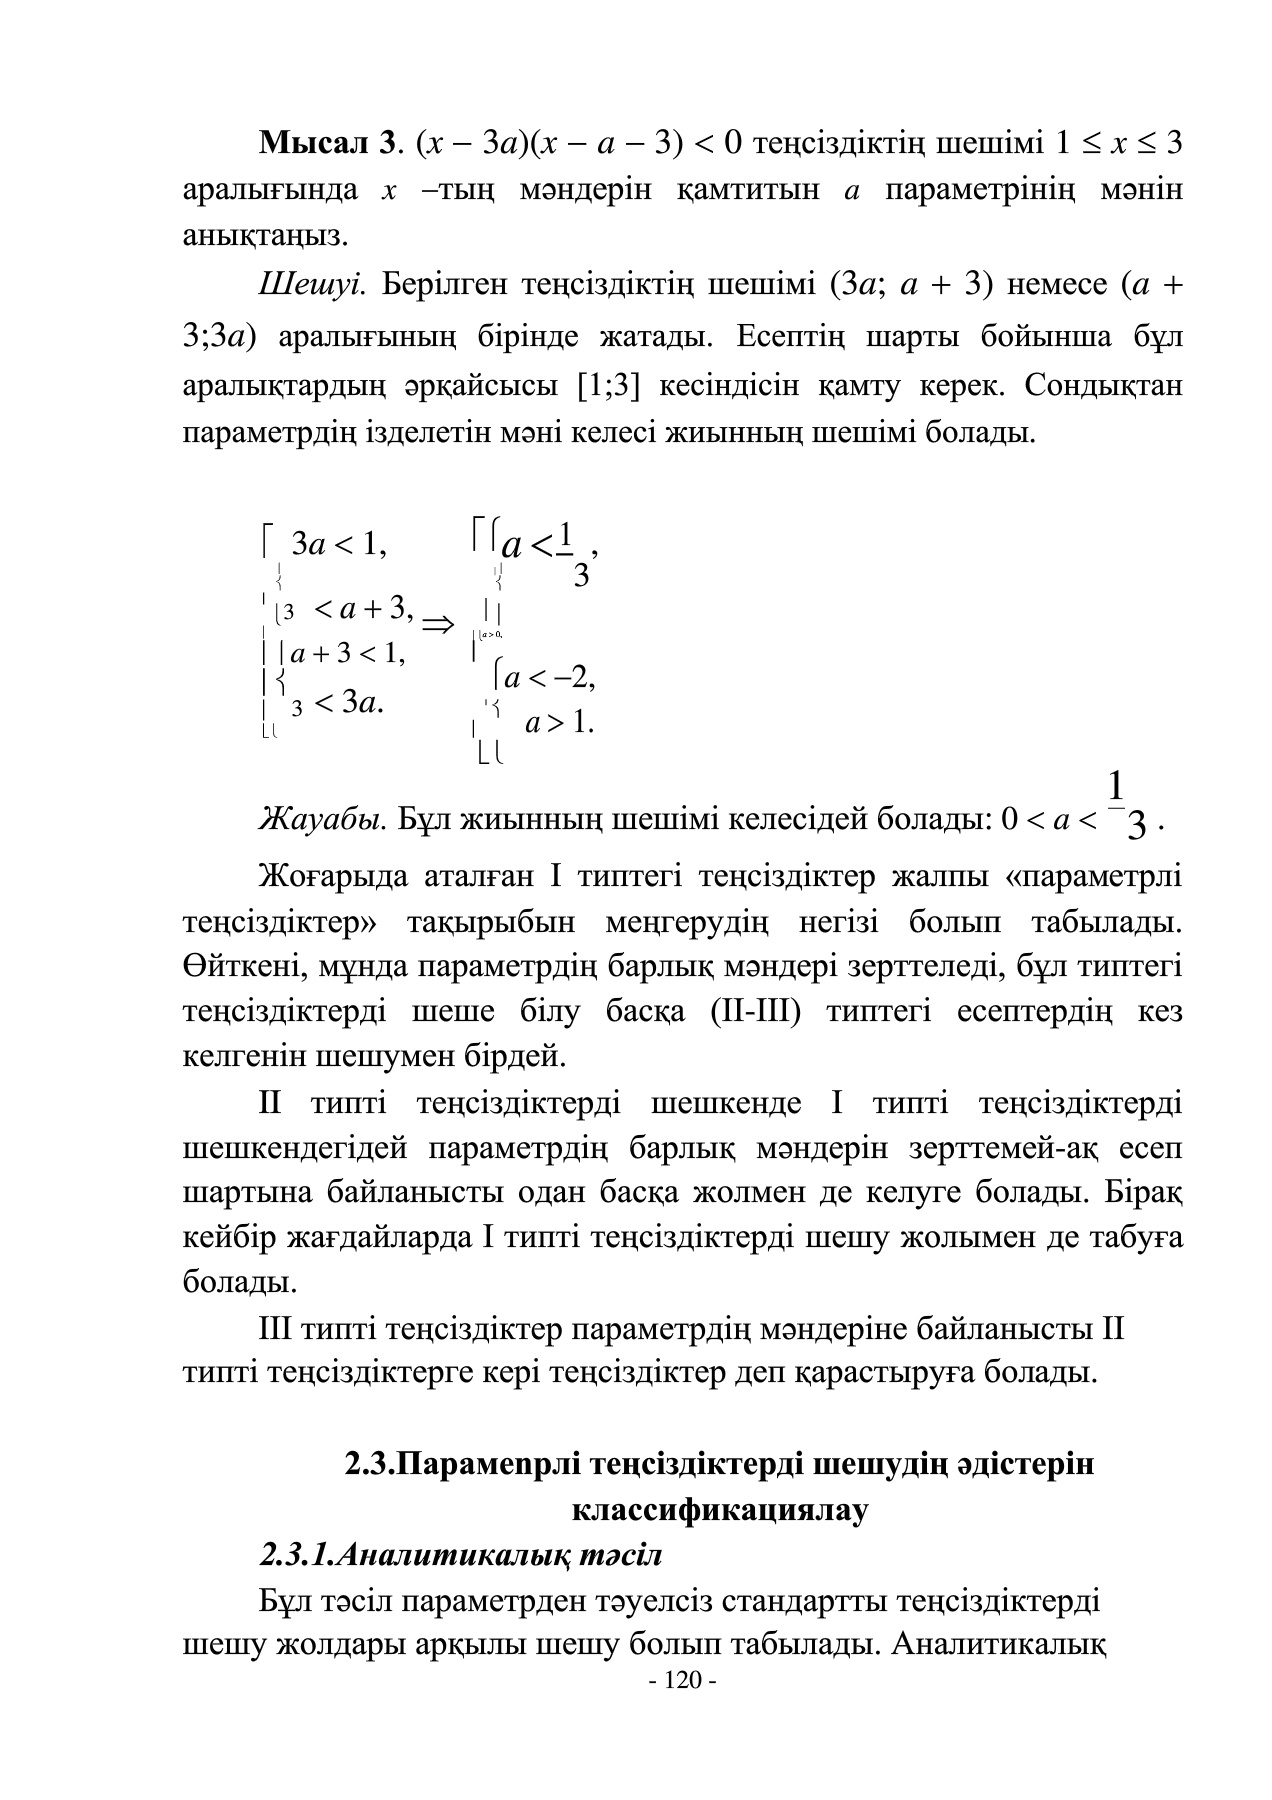 Мысал 3. (x − 3a)(x − a − 3) < 0 теңсіздіктің шешімі 1 ≤ x ≤ 3
аралығында x –тың мәндерін қамтитын a параметрінің мәнін
анықтаңыз.
Шешуі. Берілген теңсіздіктің шешімі (3a; a + 3) немесе (a +
3;3a) аралығының бірінде жатады. Есептің шарты бойынша бұл
аралықтардың әрқайсысы [1;3] кесіндісін қамту керек. Сондықтан
параметрдің ізделетін мәні келесі жиынның шешімі болады.
⎡ 3a < 1, ⎡⎧a < 1/3,
⎩3 < a + 3, ⇒ ⎩a > 0,
a + 3 < 1, ⎧a < −2,
⎨ 3 < 3a. ⎨ a > 1.
⎣⎩ ⎣⎩
Жауабы. Бұл жиынның шешімі келесідей болады: 0 < a < 1/3 .
Жоғарыда аталған I типтегі теңсіздіктер жалпы «параметрлі
теңсіздіктер» тақырыбын меңгерудің негізі болып табылады.
Өйткені, мұнда параметрдің барлық мәндері зерттеледі, бұл типтегі
теңсіздіктерді шеше білу басқа (II-III) типтегі есептердің кез
келгенін шешумен бірдей.
II типті теңсіздіктерді шешкенде I типті теңсіздіктерді
шешкендегідей параметрдің барлық мәндерін зерттемей-ақ есеп
шартына байланысты одан басқа жолмен де келуге болады. Бірақ
кейбір жағдайларда I типті теңсіздіктерді шешу жолымен де табуға
болады.
III типті теңсіздіктер параметрдің мәндеріне байланысты II
типті теңсіздіктерге кері теңсіздіктер деп қарастыруға болады.
2.3.Парамепрлі теңсіздіктерді шешудің әдістерін
классификациялау
2.3.1.Аналитикалық тәсіл
Бұл тәсіл параметрден тәуелсіз стандартты теңсіздіктерді
шешу жолдары арқылы шешу болып табылады. Аналитикалық
- 120 -